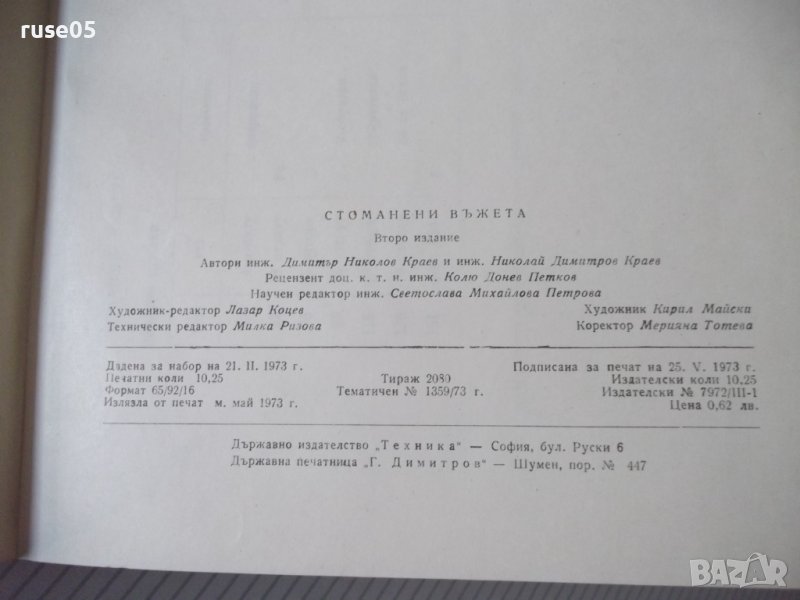 ruse05
СТОМАНЕНИ ВЪЖЕТА
Второ издание
Автори инж. Димитър Николов Краев и инж. Николай Димитров Краев
Рецензент доц. к. т. н. инж. Колю Донев Петков
Научен редактор инж. Светослава Михайлова Петрова
Художник-редактор Лазар Коцев Художник Кирил Майски
Технически редактор Милка Ризова Коректор Мерияна Тотева
Дадена за набор на 21. II. 1973 г. Подписана за печат на 25. V. 1973 г.
Печатни коли 10,25 Тираж 2080 Издателски коли 10,25
Формат 65/92/16 Тематичен № 1359/73 г. Издателски № 7972/III-1
Излязла от печат м. май 1973 г. Цена 0,62 лв.
Държавно издателство „Техника“ — София, бул. Руски 6
Държавна печатница „Г. Димитров“ — Шумен, пор. № 447
BAZAR